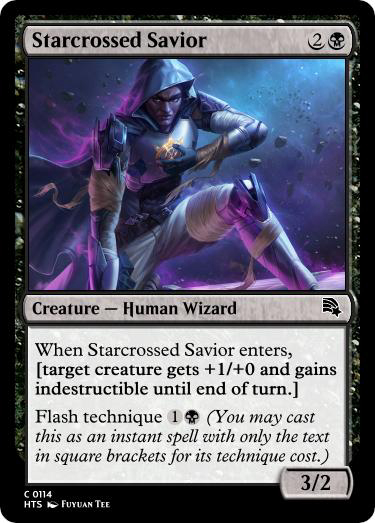 Starcrossed Savior 2
Creature — Human Wizard
When Starcrossed Savior enters,
[target creature gets +1/+0 and gains
indestructible until end of turn.]
Flash technique 1 (You may cast
this as an instant spell with only the text
in square brackets for its technique cost.)
3/2
C 0114
HTS Fuyuan Tee